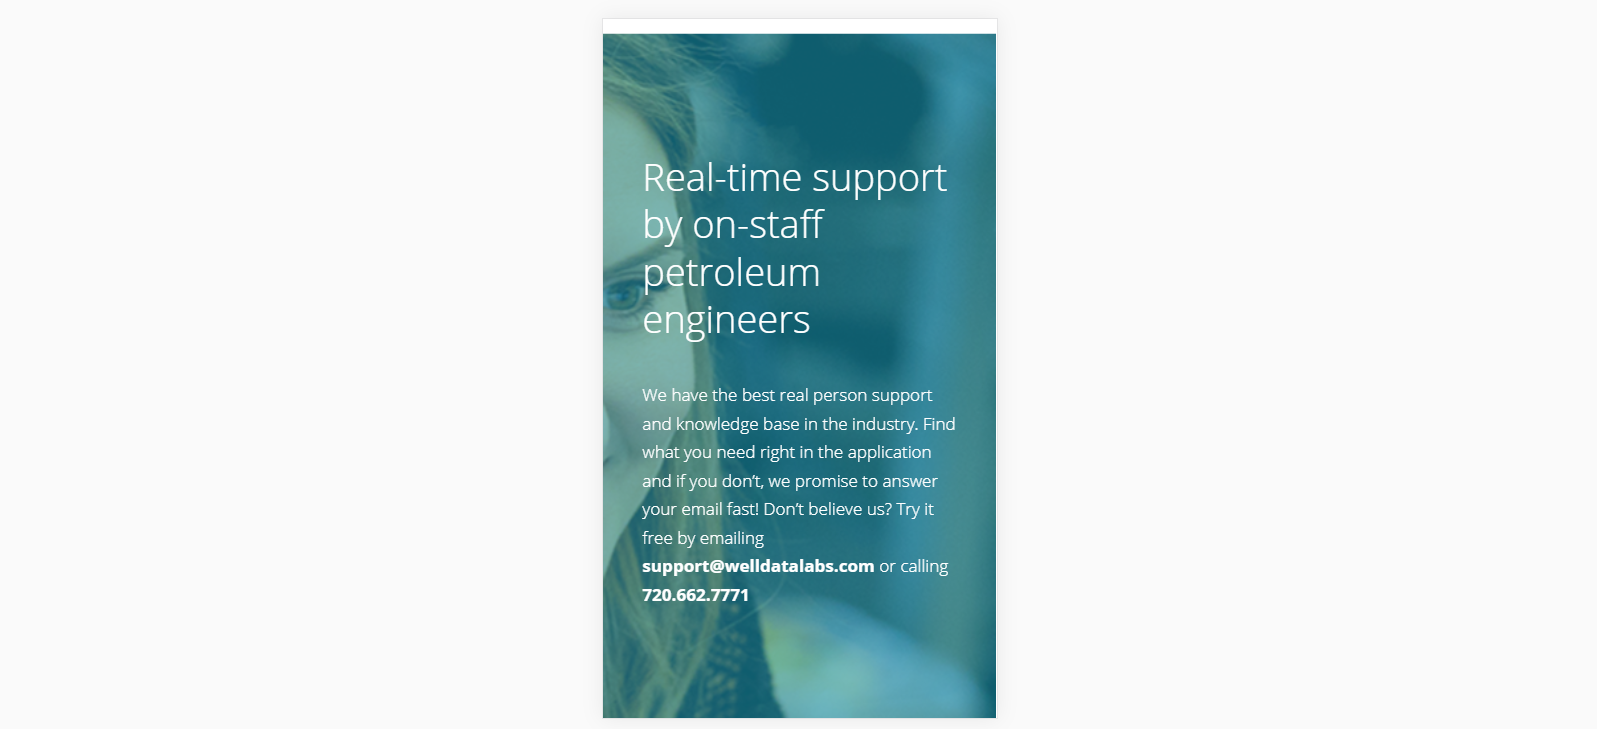 Real-time support
by on-staff
petroleum
engineers
We have the best real person support
and knowledge base in the industry. Find
what you need right in the application
and if you don’t, we promise to answer
your email fast! Don’t believe us? Try it
free by emailing
support@welldatalabs.com or calling
720.662.7771